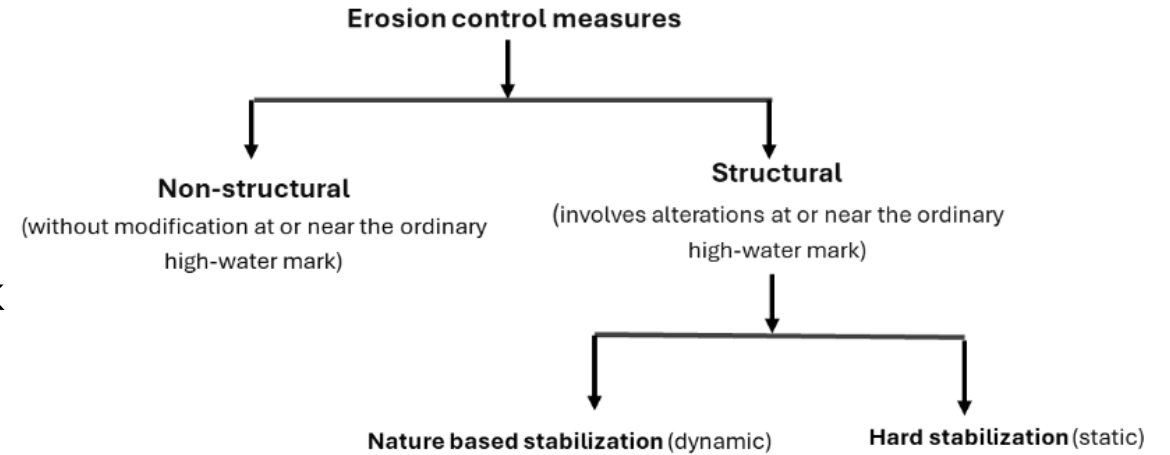 Erosion control measures
Non-structural
(without modification at or near the ordinary
high-water mark)
Structural
(involves alterations at or near the ordinary
high-water mark)
Nature based stabilization (dynamic)
Hard stabilization (static)